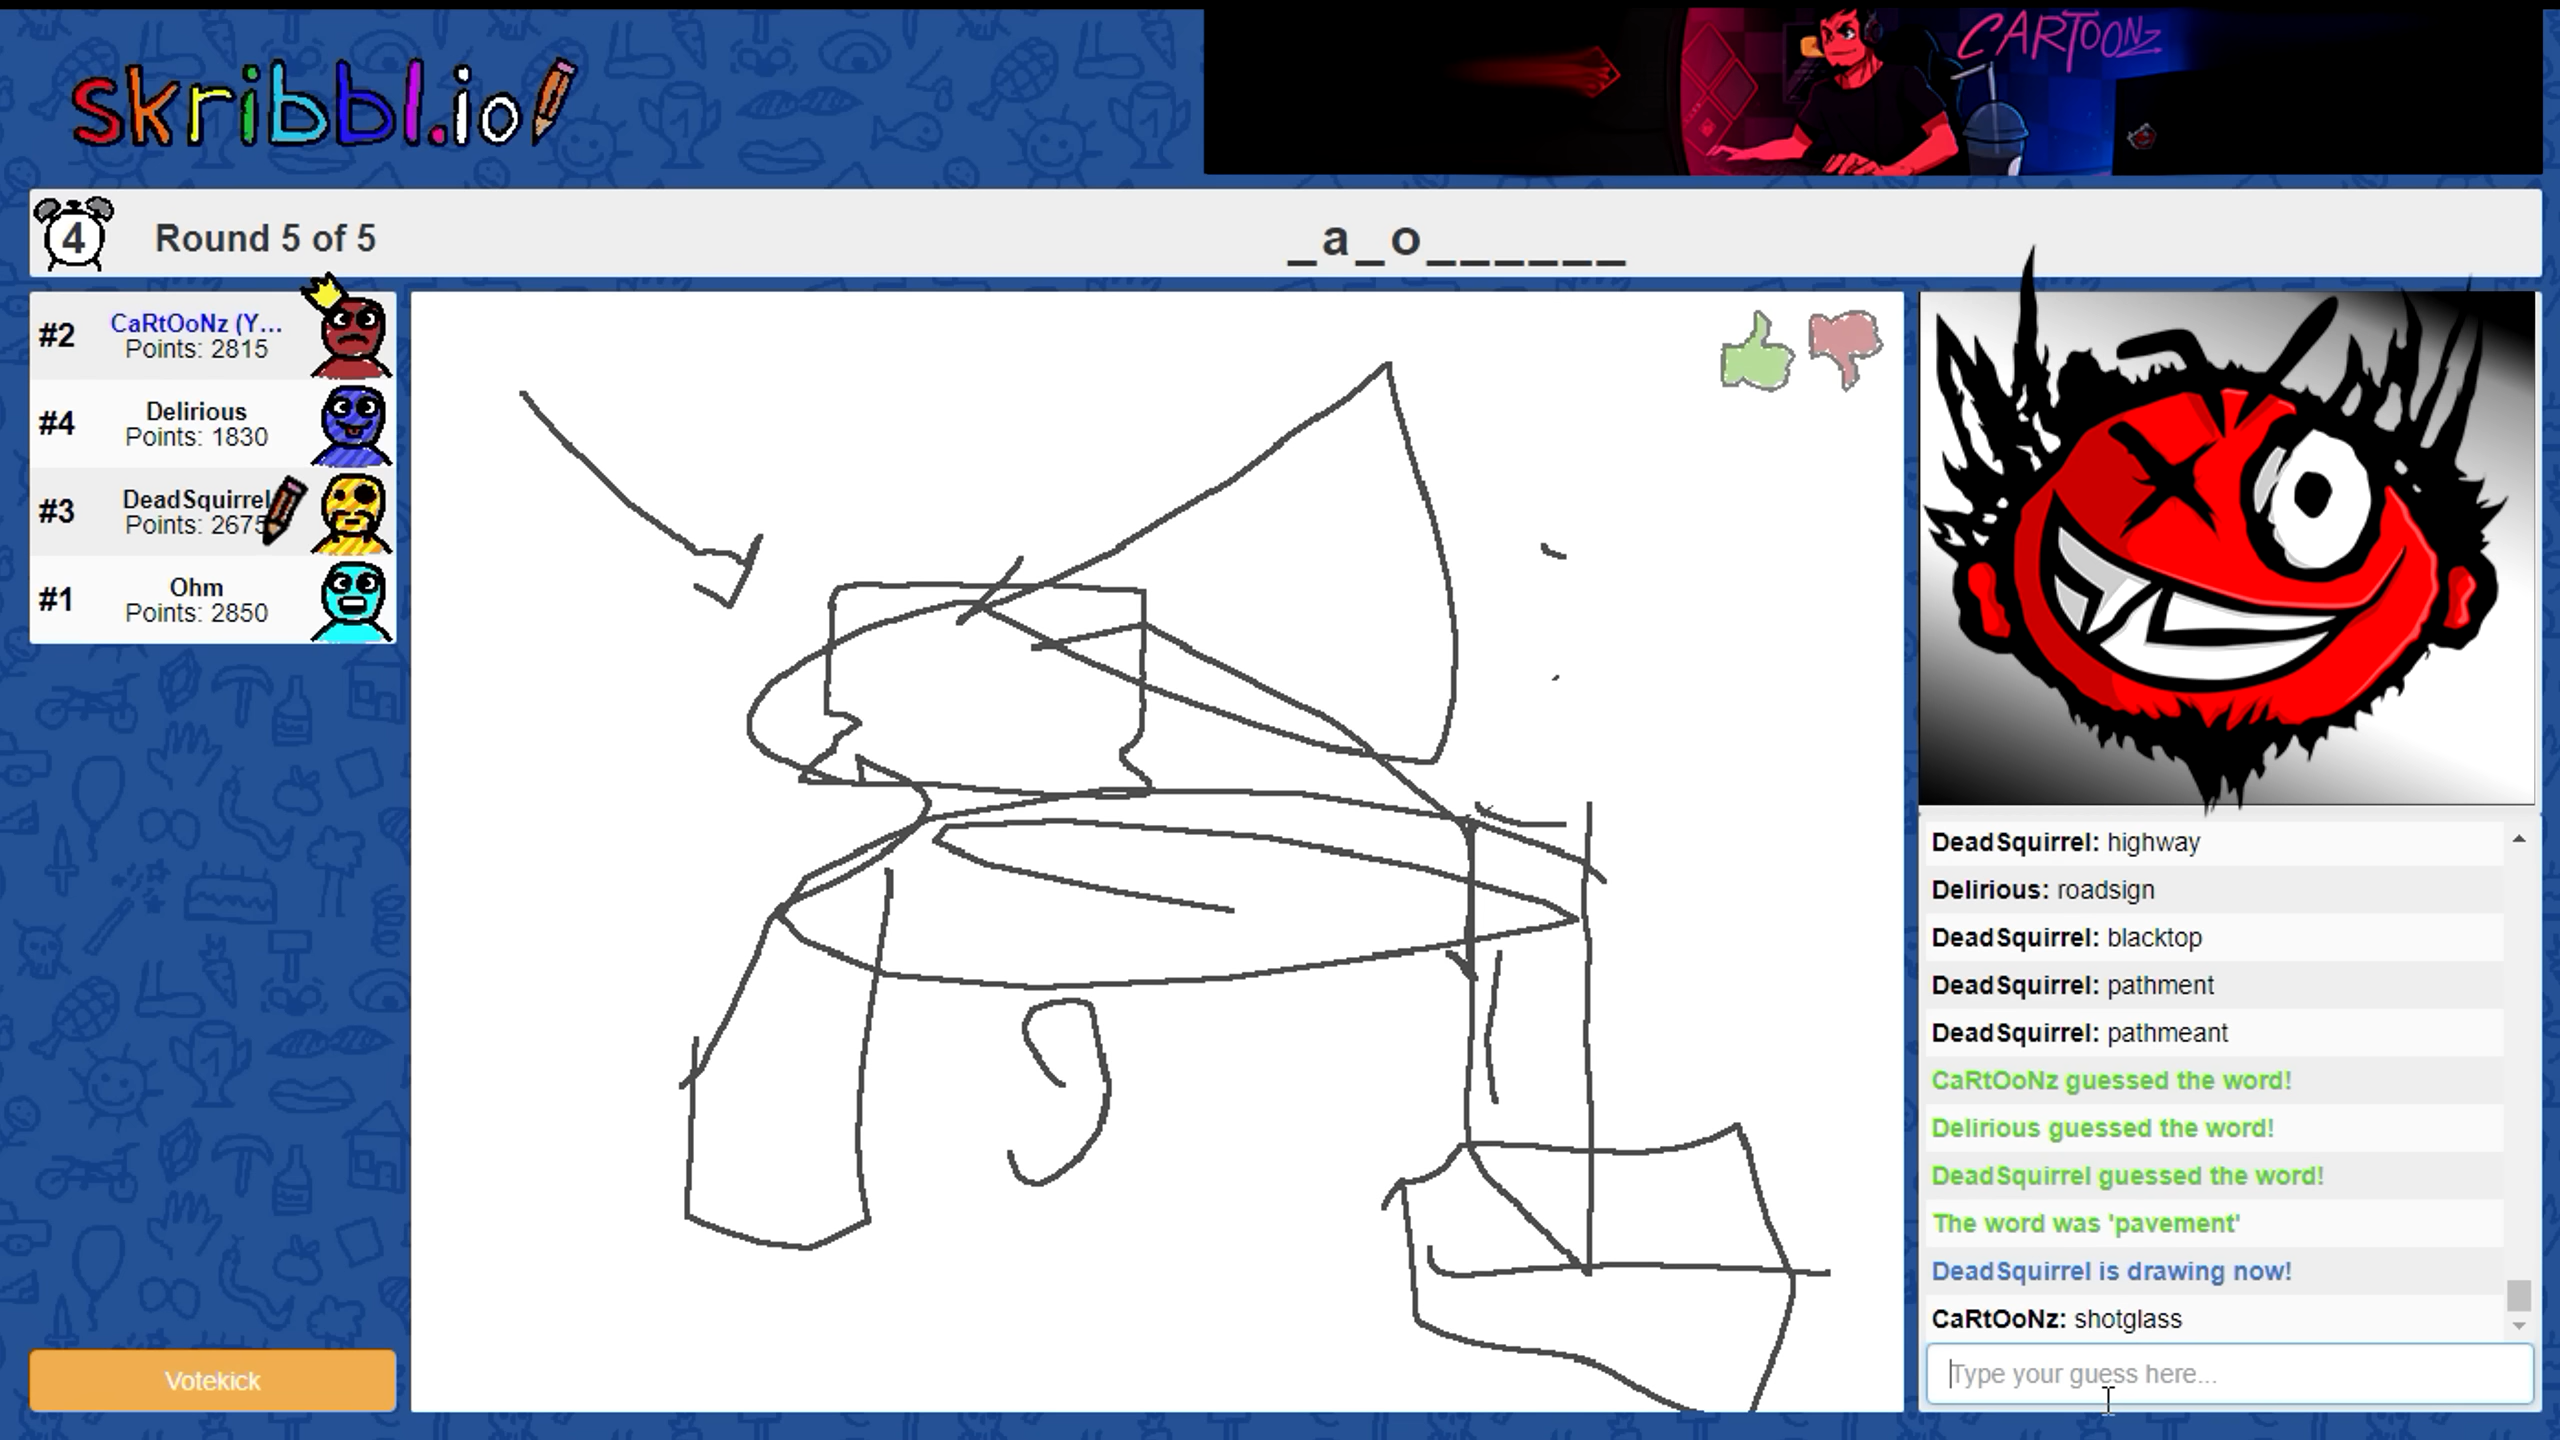 skribbl.io
CARTOONZ
4
Round 5 of 5
_a_o______
#2
CaRtOoNz (Y...
Points: 2815
#4
Delirious
Points: 1830
#3
DeadSquirrel
Points: 2675
#1
Ohm
Points: 2850
Votekick
DeadSquirrel: highway
Delirious: roadsign
DeadSquirrel: blacktop
DeadSquirrel: pathment
DeadSquirrel: pathmeant
CaRtOoNz guessed the word!
Delirious guessed the word!
DeadSquirrel guessed the word!
The word was 'pavement'
DeadSquirrel is drawing now!
CaRtOoNz: shotglass
Type your guess here...